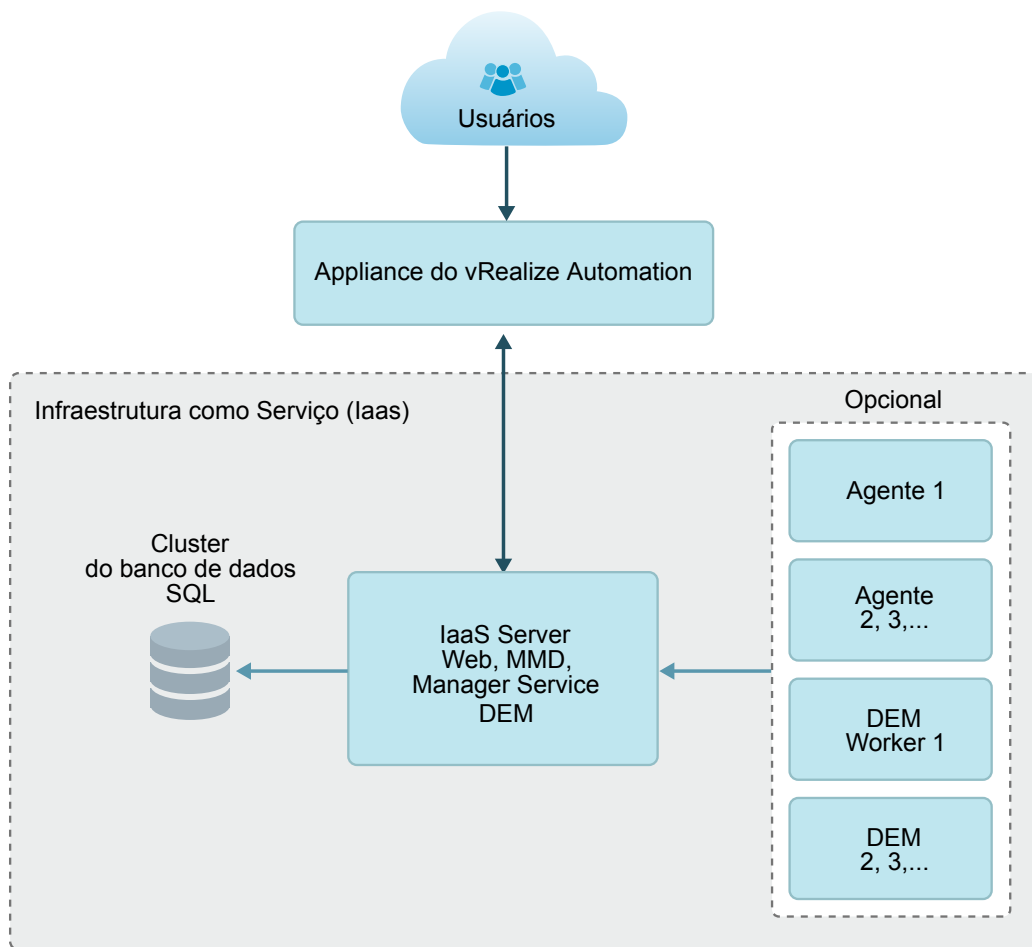 Usuários
Appliance do vRealize Automation
Infraestrutura como Serviço (Iaas)
Opcional
Agente 1
Cluster
do banco de dados
SQL
Agente
2, 3,...
IaaS Server
Web, MMD,
Manager Service
DEM
DEM
Worker 1
DEM
2, 3,...